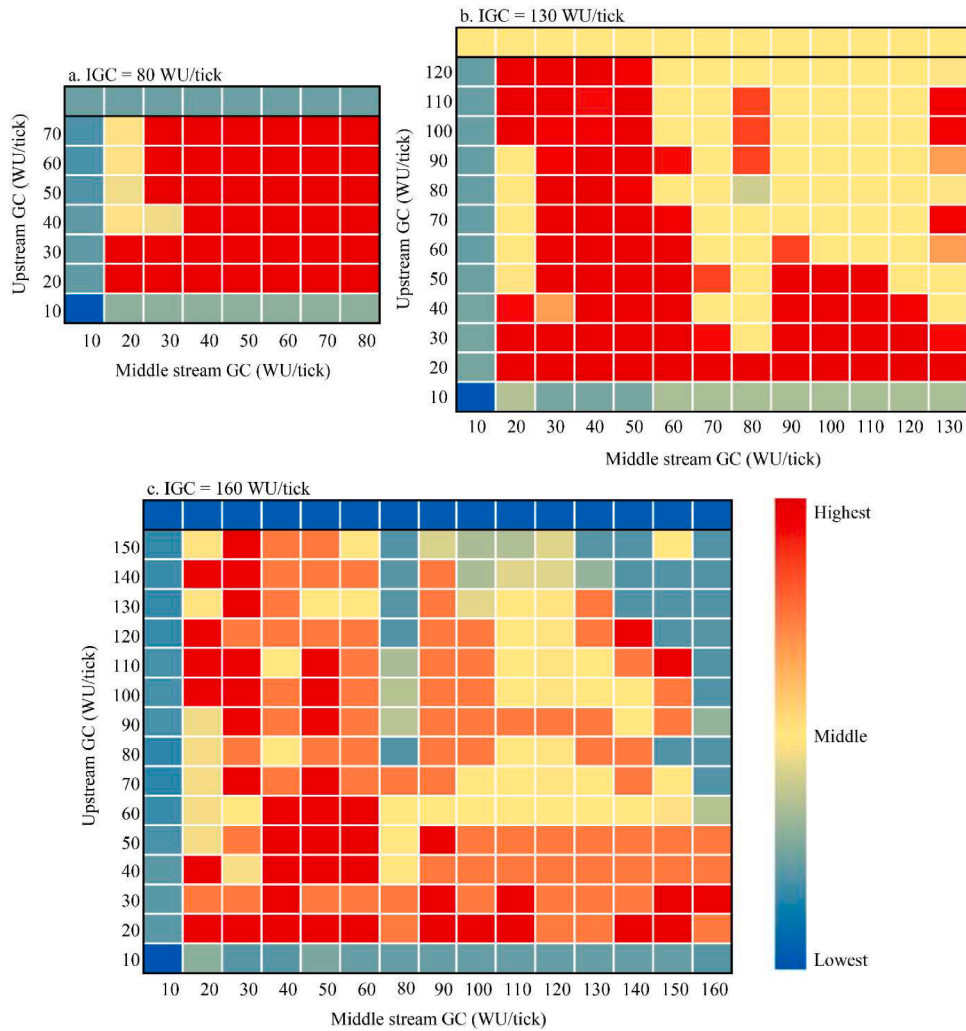 a. IGC = 80 WU/tick
Upstream GC (WU/tick)
70
60
50
40
30
20
10
10 20 30 40 50 60 70 80
Middle stream GC (WU/tick)
b. IGC = 130 WU/tick
Upstream GC (WU/tick)
120
110
100
90
80
70
60
50
40
30
20
10
10 20 30 40 50 60 70 80 90 100 110 120 130
Middle stream GC (WU/tick)
c. IGC = 160 WU/tick
Upstream GC (WU/tick)
150
140
130
120
110
100
90
80
70
60
50
40
30
20
10
10 20 30 40 50 60 80 90 100 110 120 130 140 150 160
Middle stream GC (WU/tick)
Highest
Middle
Lowest